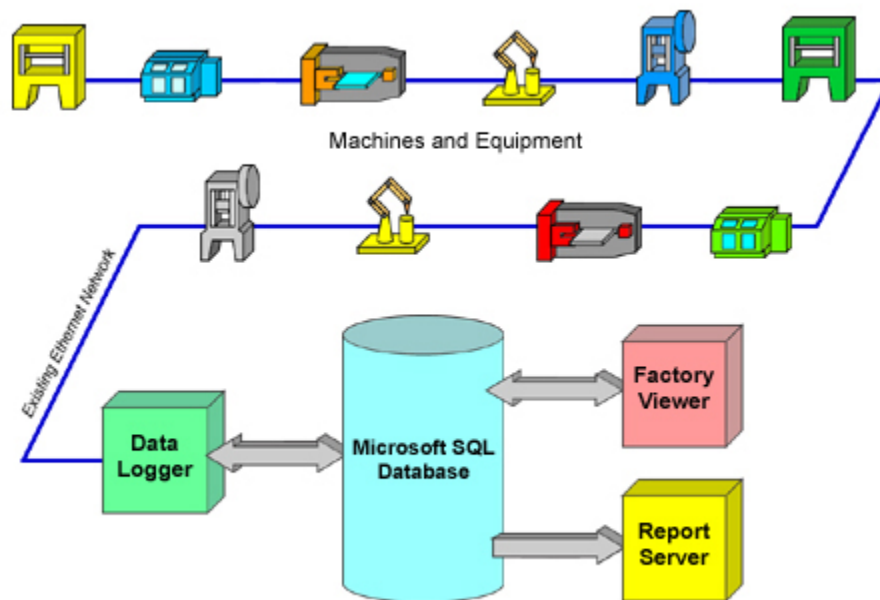 Machines and Equipment
Existing Ethernet Network
Data
Logger
Microsoft SQL
Database
Factory
Viewer
Report
Server